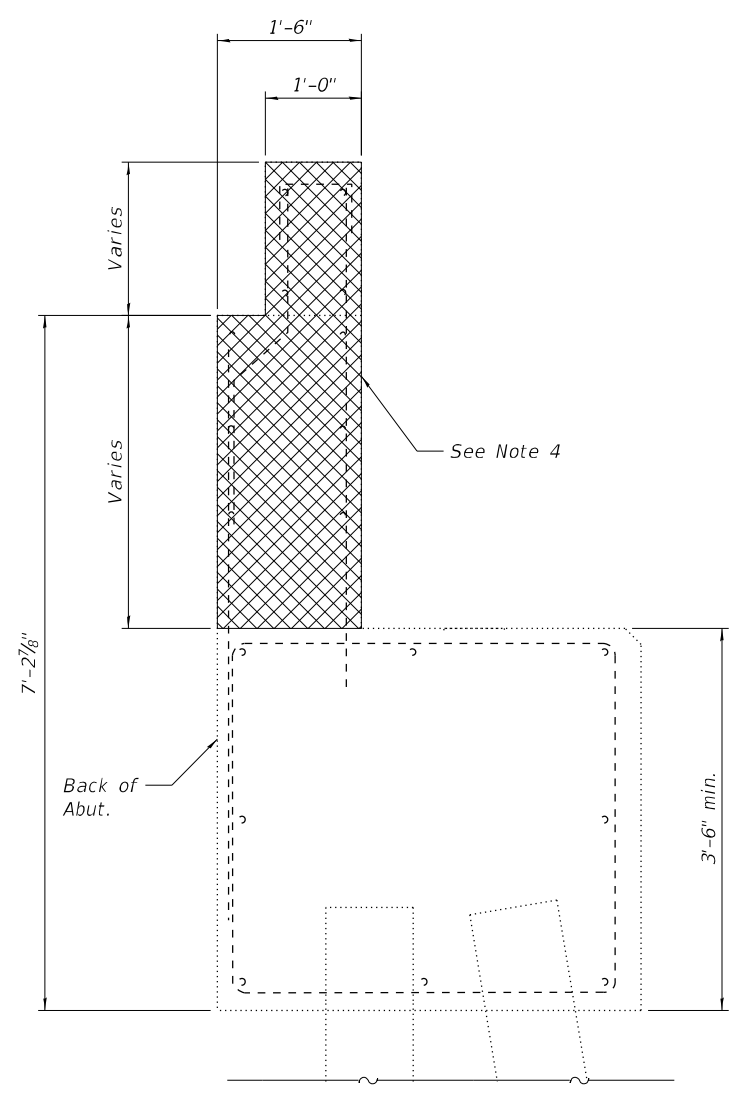 1'-6"
1'-0"
Varies
Varies
See Note 4
7'-2⅞"
Back of
Abut.
3'-6" min.